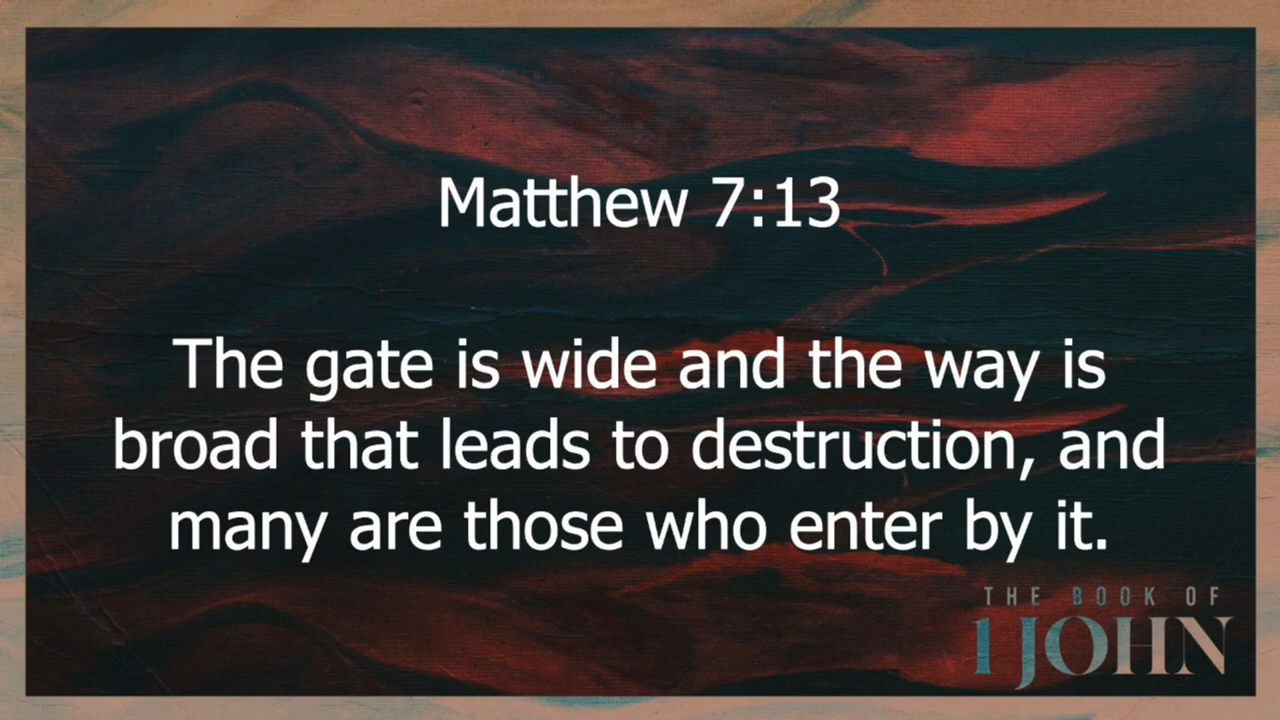 Matthew 7:13
The gate is wide and the way is
broad that leads to destruction, and
many are those who enter by it.
THE BOOK OF
1 JOHN